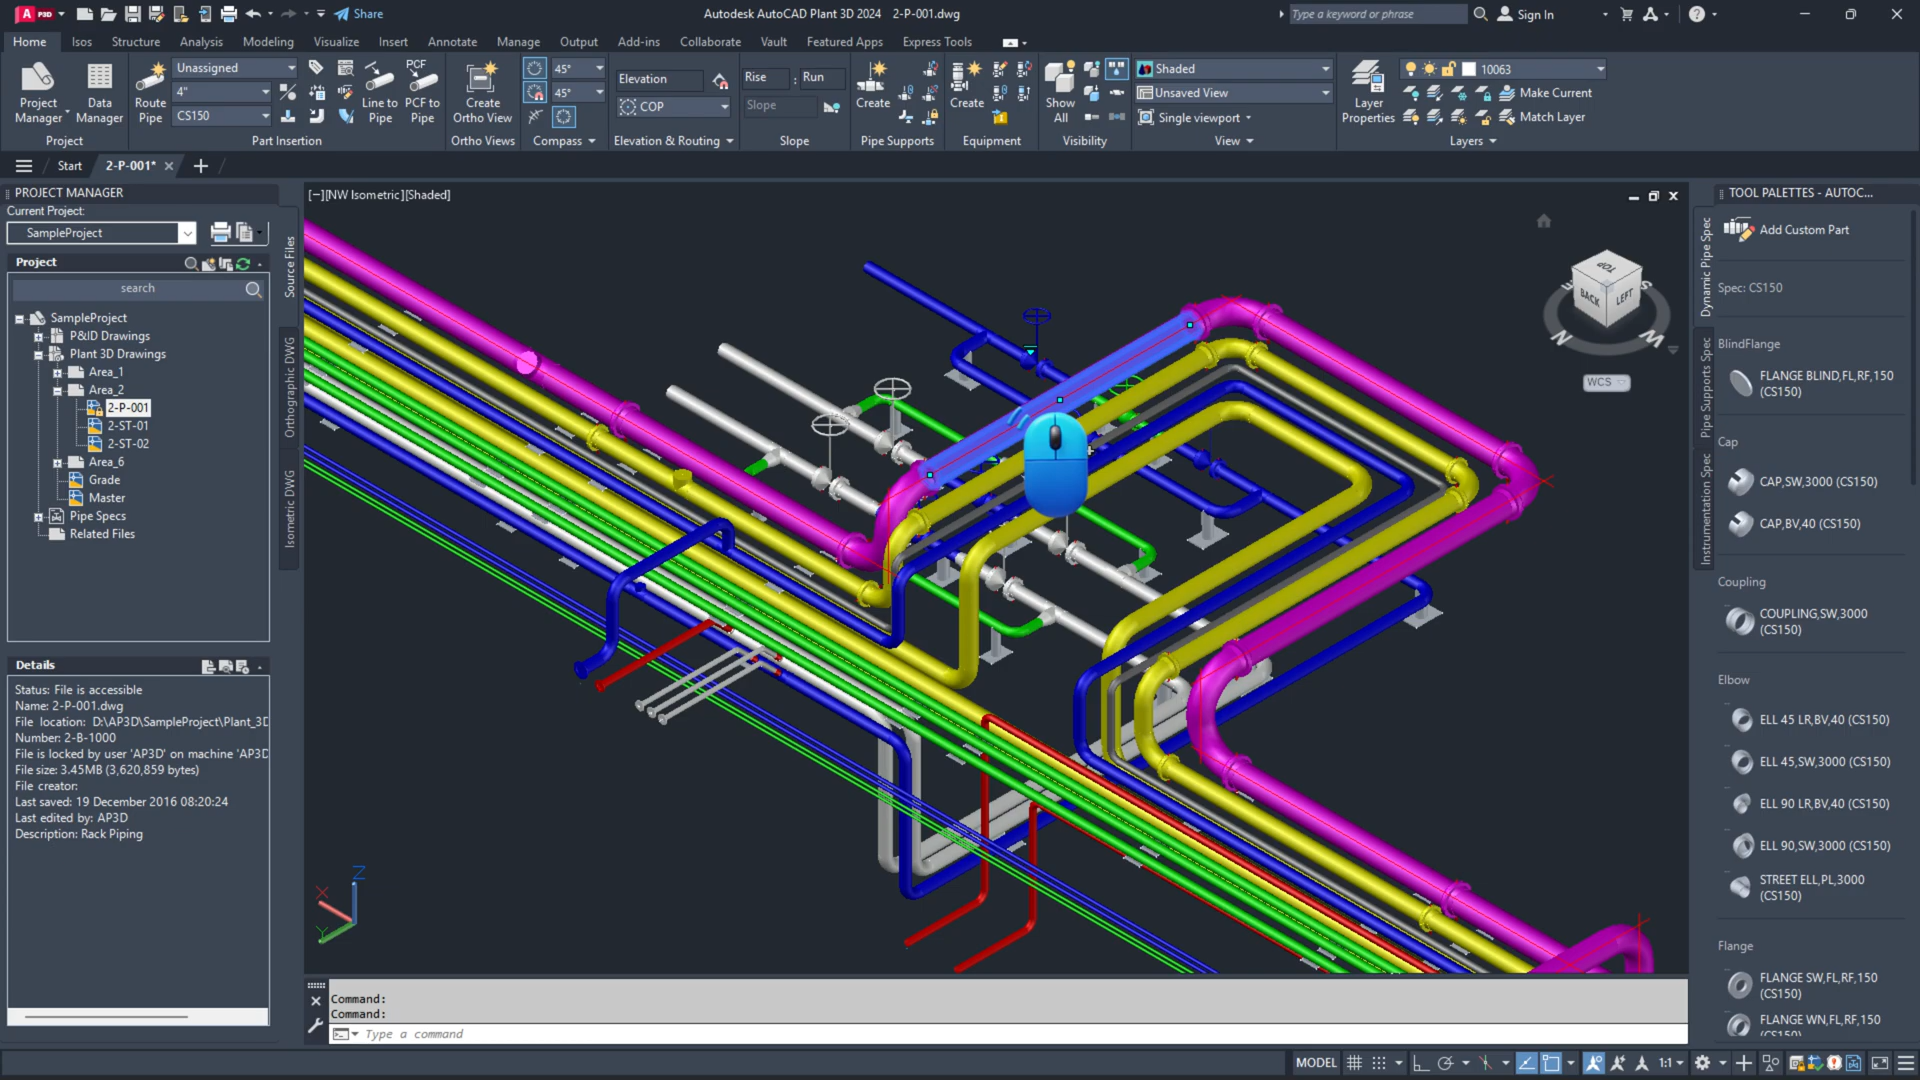 A P3D
Share
Autodesk AutoCAD Plant 3D 2024 2-P-001.dwg
Type a keyword or phrase
Sign In
Home Isos Structure Analysis Modeling Visualize Insert Annotate Manage Output Add-ins Collaborate Vault Featured Apps Express Tools
Project Manager
Data Manager
Project
Route Pipe
Unassigned
4"
CS150
Line to Pipe
PCF
PCF to Pipe
Part Insertion
Create Ortho View
Ortho Views
45°
45°
Compass
Elevation
COP
Elevation & Routing
Rise : Run
Slope
Slope
Create
Pipe Supports
Create
Equipment
Show All
Visibility
Shaded
Unsaved View
Single viewport
View
Layer Properties
10063
Make Current
Match Layer
Layers
Start
2-P-001*
PROJECT MANAGER
Current Project:
SampleProject
Project
search
SampleProject
P&ID Drawings
Plant 3D Drawings
Area_1
Area_2
2-P-001
2-ST-01
2-ST-02
Area_6
Grade
Master
Pipe Specs
Related Files
Source Files
Orthographic DWG
Isometric DWG
Details
Status: File is accessible
Name: 2-P-001.dwg
File location: D:\AP3D\SampleProject\Plant_3D
Number: 2-B-1000
File is locked by user 'AP3D' on machine 'AP3D
File size: 3.45MB (3,620,859 bytes)
File creator:
Last saved: 19 December 2016 08:20:24
Last edited by: AP3D
Description: Rack Piping
[−][NW Isometric][Shaded]
TOP
BACK
LEFT
N
WCS
X
Y
Z
Command:
Command:
Type a command
TOOL PALETTES - AUTOC...
Dynamic Pipe Spec
Pipe Supports Spec
Instrumentation Spec
Add Custom Part
Spec: CS150
BlindFlange
FLANGE BLIND,FL,RF,150
(CS150)
Cap
CAP,SW,3000 (CS150)
CAP,BV,40 (CS150)
Coupling
COUPLING,SW,3000
(CS150)
Elbow
ELL 45 LR,BV,40 (CS150)
ELL 45,SW,3000 (CS150)
ELL 90 LR,BV,40 (CS150)
ELL 90,SW,3000 (CS150)
STREET ELL,PL,3000
(CS150)
Flange
FLANGE SW,FL,RF,150
(CS150)
FLANGE WN,FL,RF,150
(CS150)
MODEL
1:1